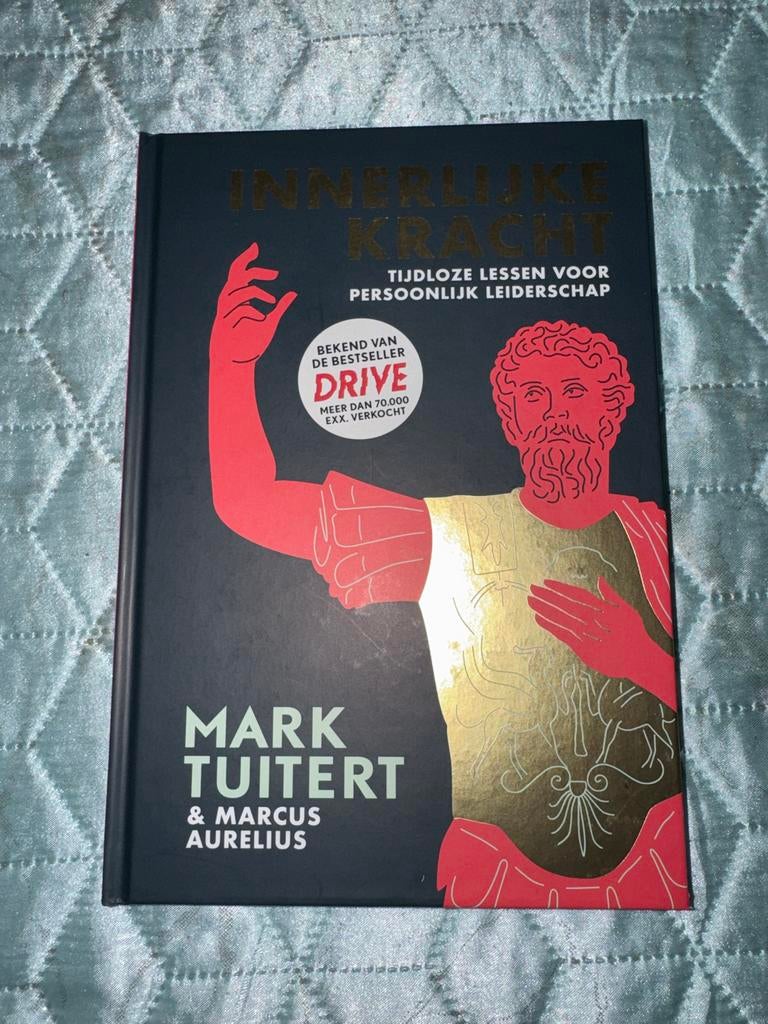 INNERLIJKE
KRACHT
TIJDLOZE LESSEN VOOR
PERSOONLIJK LEIDERSCHAP
BEKEND VAN
DE BESTSELLER
DRIVE
MEER DAN 70.000
EXX. VERKOCHT
MARK
TUITERT
& MARCUS
AURELIUS